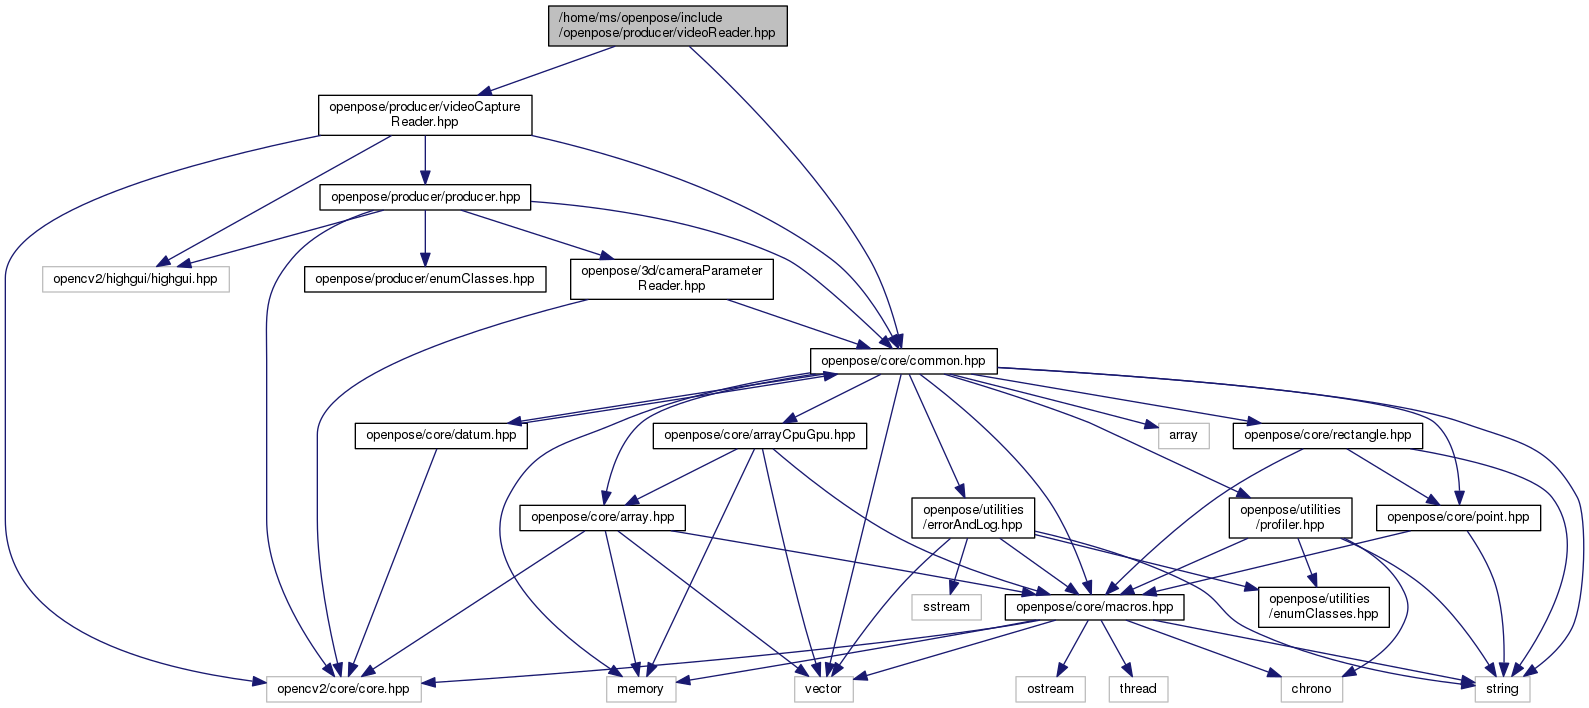 /home/ms/openpose/include
/openpose/producer/videoReader.hpp
openpose/producer/videoCapture
Reader.hpp
openpose/producer/producer.hpp
opencv2/highgui/highgui.hpp
openpose/producer/enumClasses.hpp
openpose/3d/cameraParameter
Reader.hpp
openpose/core/common.hpp
openpose/core/datum.hpp
openpose/core/arrayCpuGpu.hpp
array
openpose/core/rectangle.hpp
openpose/core/array.hpp
openpose/utilities
/errorAndLog.hpp
openpose/utilities
/profiler.hpp
openpose/core/point.hpp
sstream
openpose/core/macros.hpp
openpose/utilities
/enumClasses.hpp
opencv2/core/core.hpp
memory
vector
ostream
thread
chrono
string